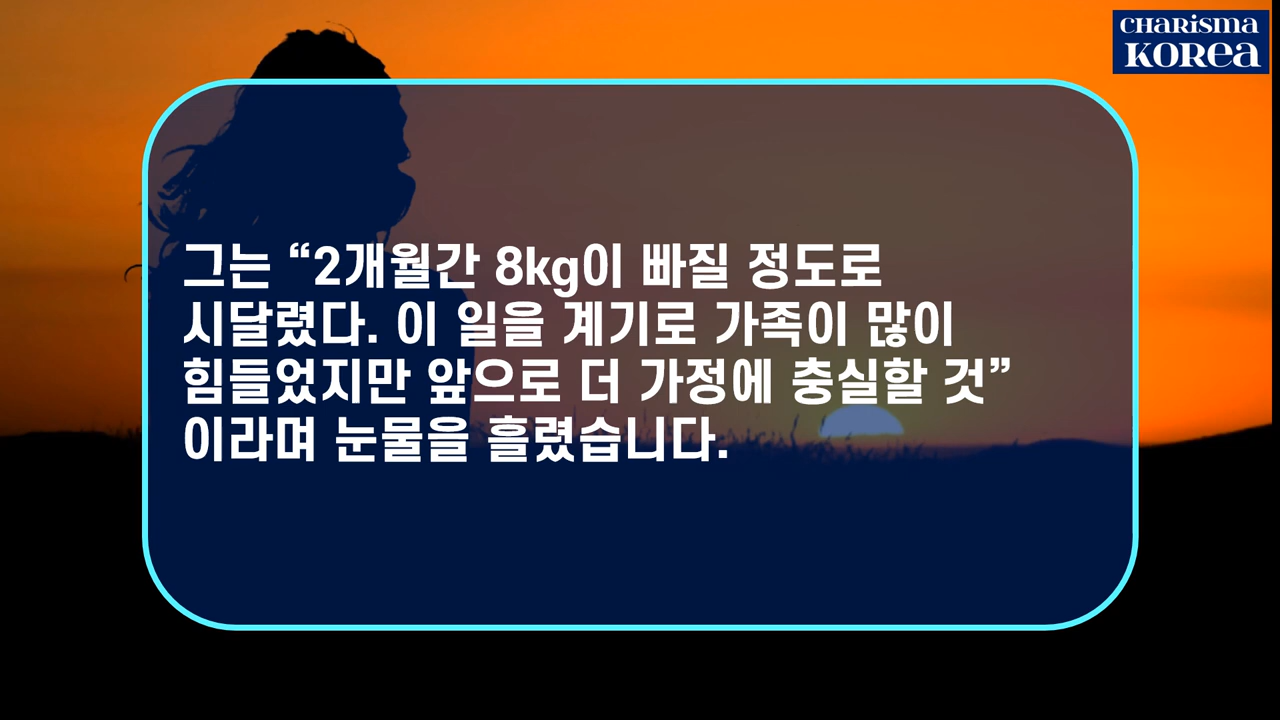 CHARiSMA
KOREA
그는 “2개월간 8kg이 빠질 정도로
시달렸다. 이 일을 계기로 가족이 많이
힘들었지만 앞으로 더 가정에 충실할 것”
이라며 눈물을 흘렸습니다.